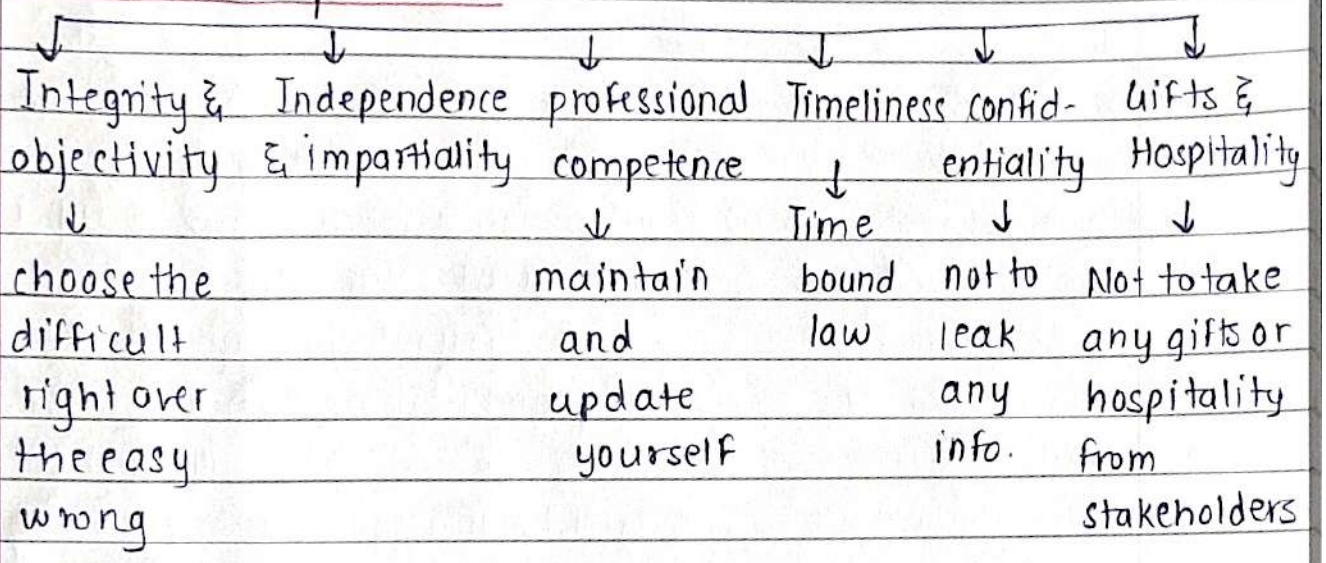 Integrity & Independence professional Timeliness confid- Gifts &
objectivity & impartiality competence entiality Hospitality
Time
choose the maintain bound not to Not to take
difficult and law leak any gifts or
right over update any hospitality
the easy yourself info. from
wrong stakeholders